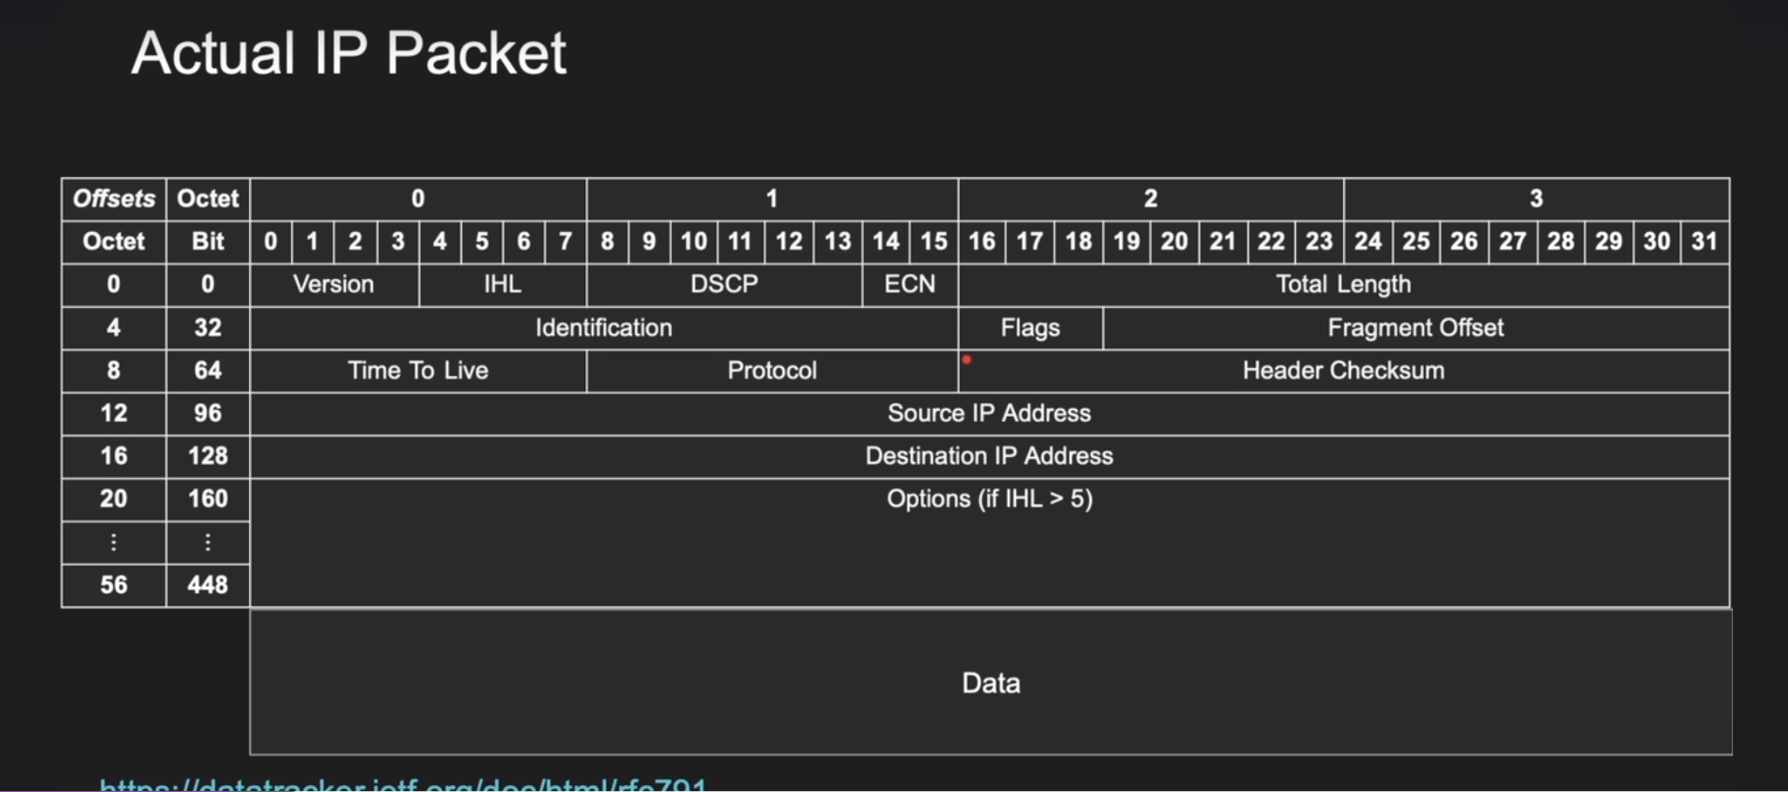 Actual IP Packet
Offsets Octet 0 1 2 3
Octet Bit 0 1 2 3 4 5 6 7 8 9 10 11 12 13 14 15 16 17 18 19 20 21 22 23 24 25 26 27 28 29 30 31
0 0 Version IHL DSCP ECN Total Length
4 32 Identification Flags Fragment Offset
8 64 Time To Live Protocol Header Checksum
12 96 Source IP Address
16 128 Destination IP Address
20 160 Options (if IHL > 5)
⋮ ⋮
56 448
Data
https://datatracker.ietf.org/doc/html/rfc791